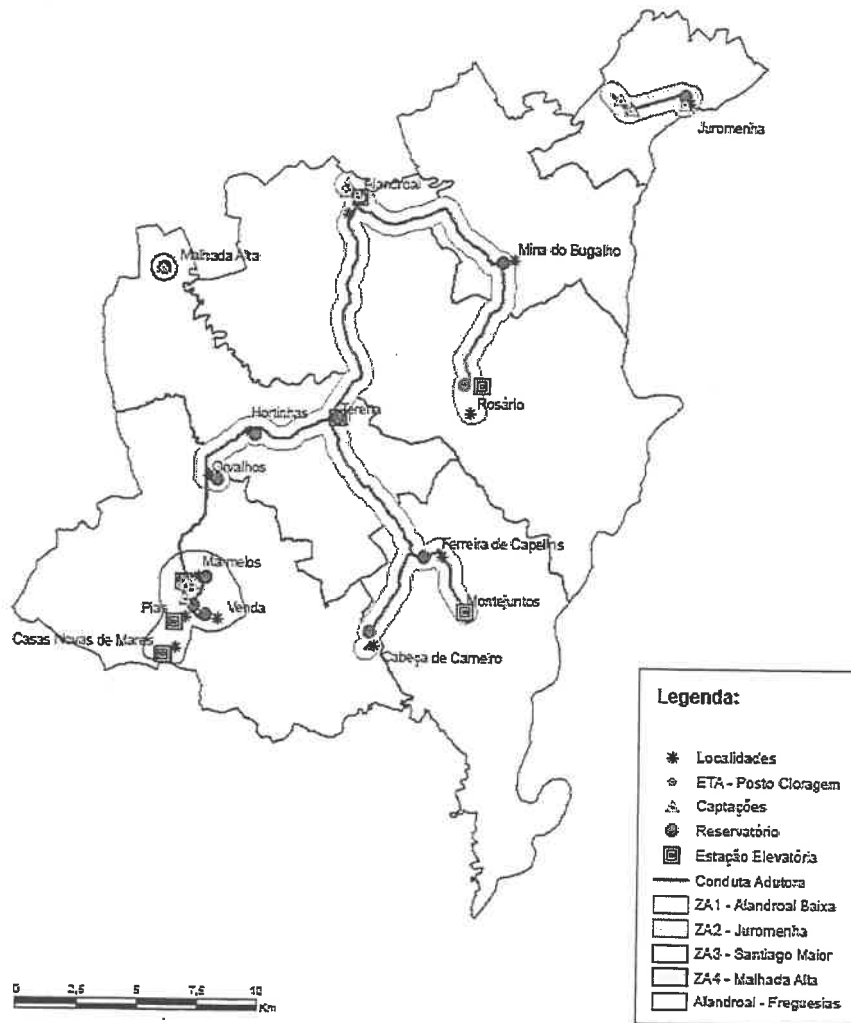 Juromenha
Alandroal
Malhada Alta
Mina do Bugalho
Rosário
Hortinhas
Terena
Orvalhos
Ferreira de Capelins
Marmelos
Montejuntos
Pias
Venda
Casas Novas de Mares
Cabeça de Carneiro
Legenda:
Localidades
ETA - Posto Cloragem
Captações
Reservatório
Estação Elevatória
Conduta Adutora
ZA1 - Alandroal Baixa
ZA2 - Juromenha
ZA3 - Santiago Maior
ZA4 - Malhada Alta
Alandroal - Freguesias
0 2,5 5 7,5 10
Km